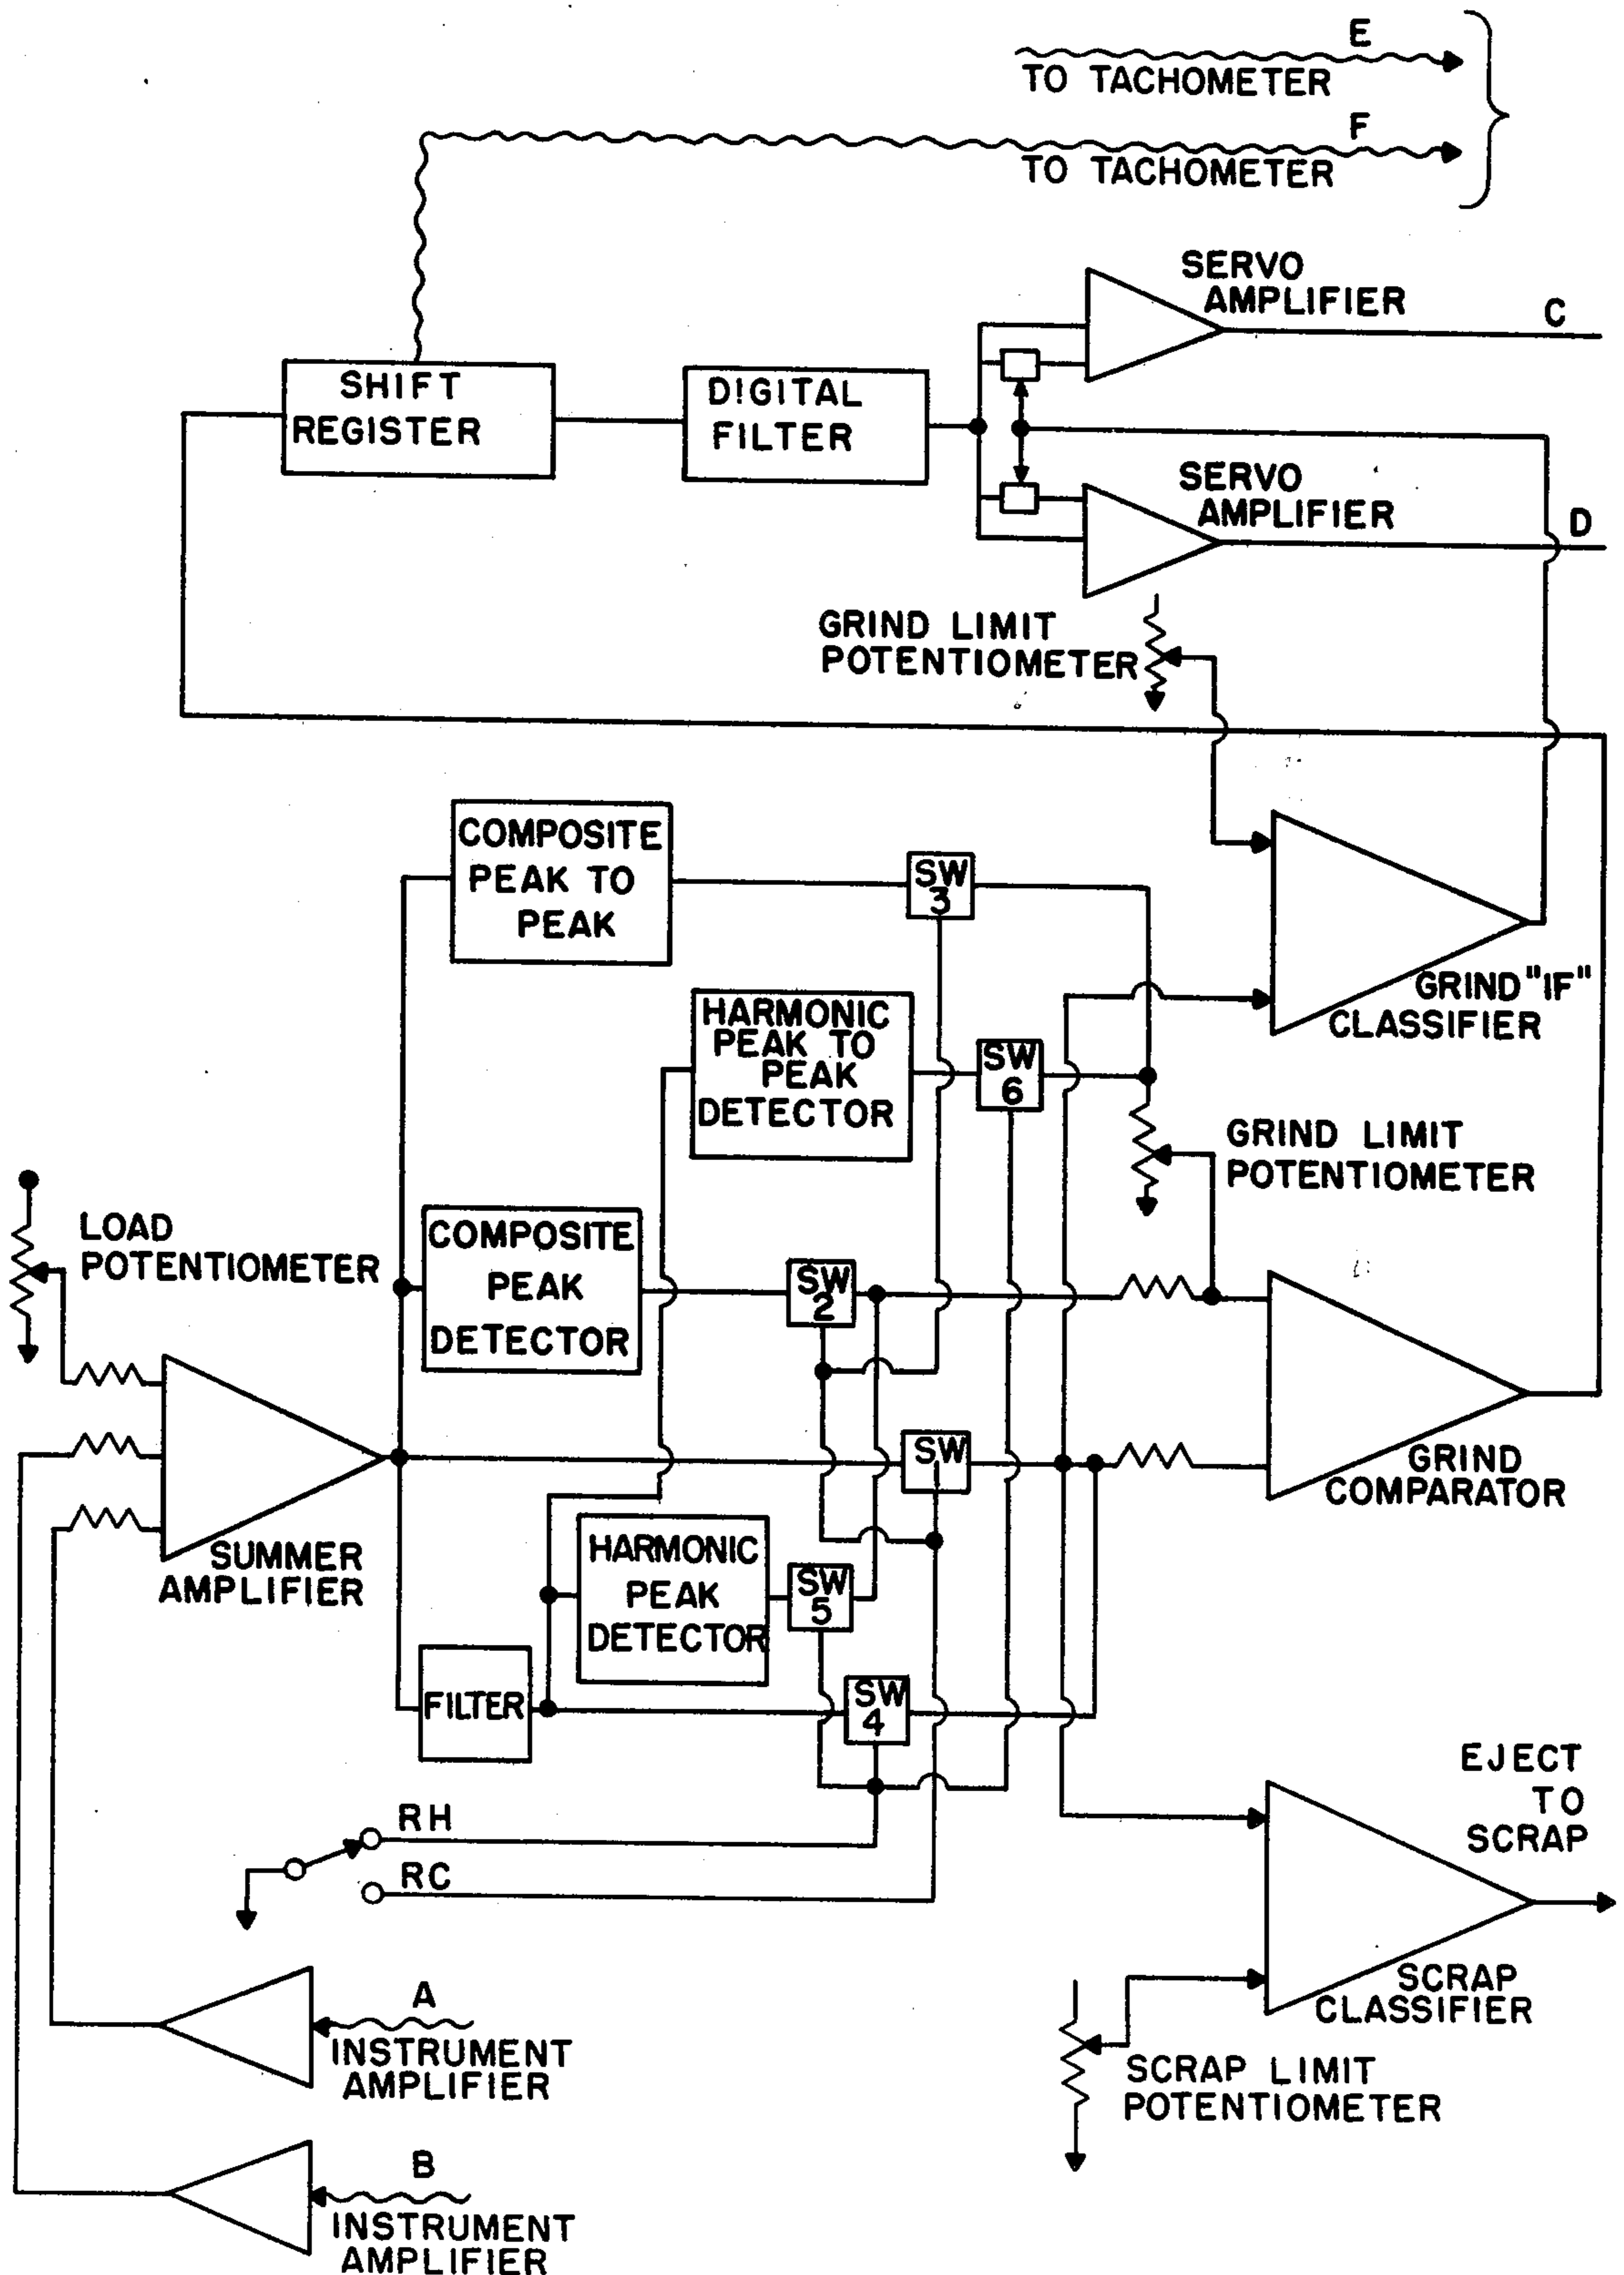 E
TO TACHOMETER
F
TO TACHOMETER
SERVO
AMPLIFIER
C
SHIFT
REGISTER
D!GITAL
FILTER
SERVO
AMPLIFIER
D
GRIND LIMIT
POTENTIOMETER
COMPOSITE
PEAK TO
PEAK
SW
3
GRIND "IF"
CLASSIFIER
HARMONIC
PEAK TO
PEAK
DETECTOR
SW
6
GRIND LIMIT
POTENTIOMETER
LOAD
POTENTIOMETER
COMPOSITE
PEAK
DETECTOR
SW
2
SW
GRIND
COMPARATOR
SUMMER
AMPLIFIER
HARMONIC
PEAK
DETECTOR
SW
5
FILTER
SW
4
EJECT
TO
SCRAP
RH
RC
SCRAP
CLASSIFIER
A
INSTRUMENT
AMPLIFIER
SCRAP LIMIT
POTENTIOMETER
B
INSTRUMENT
AMPLIFIER